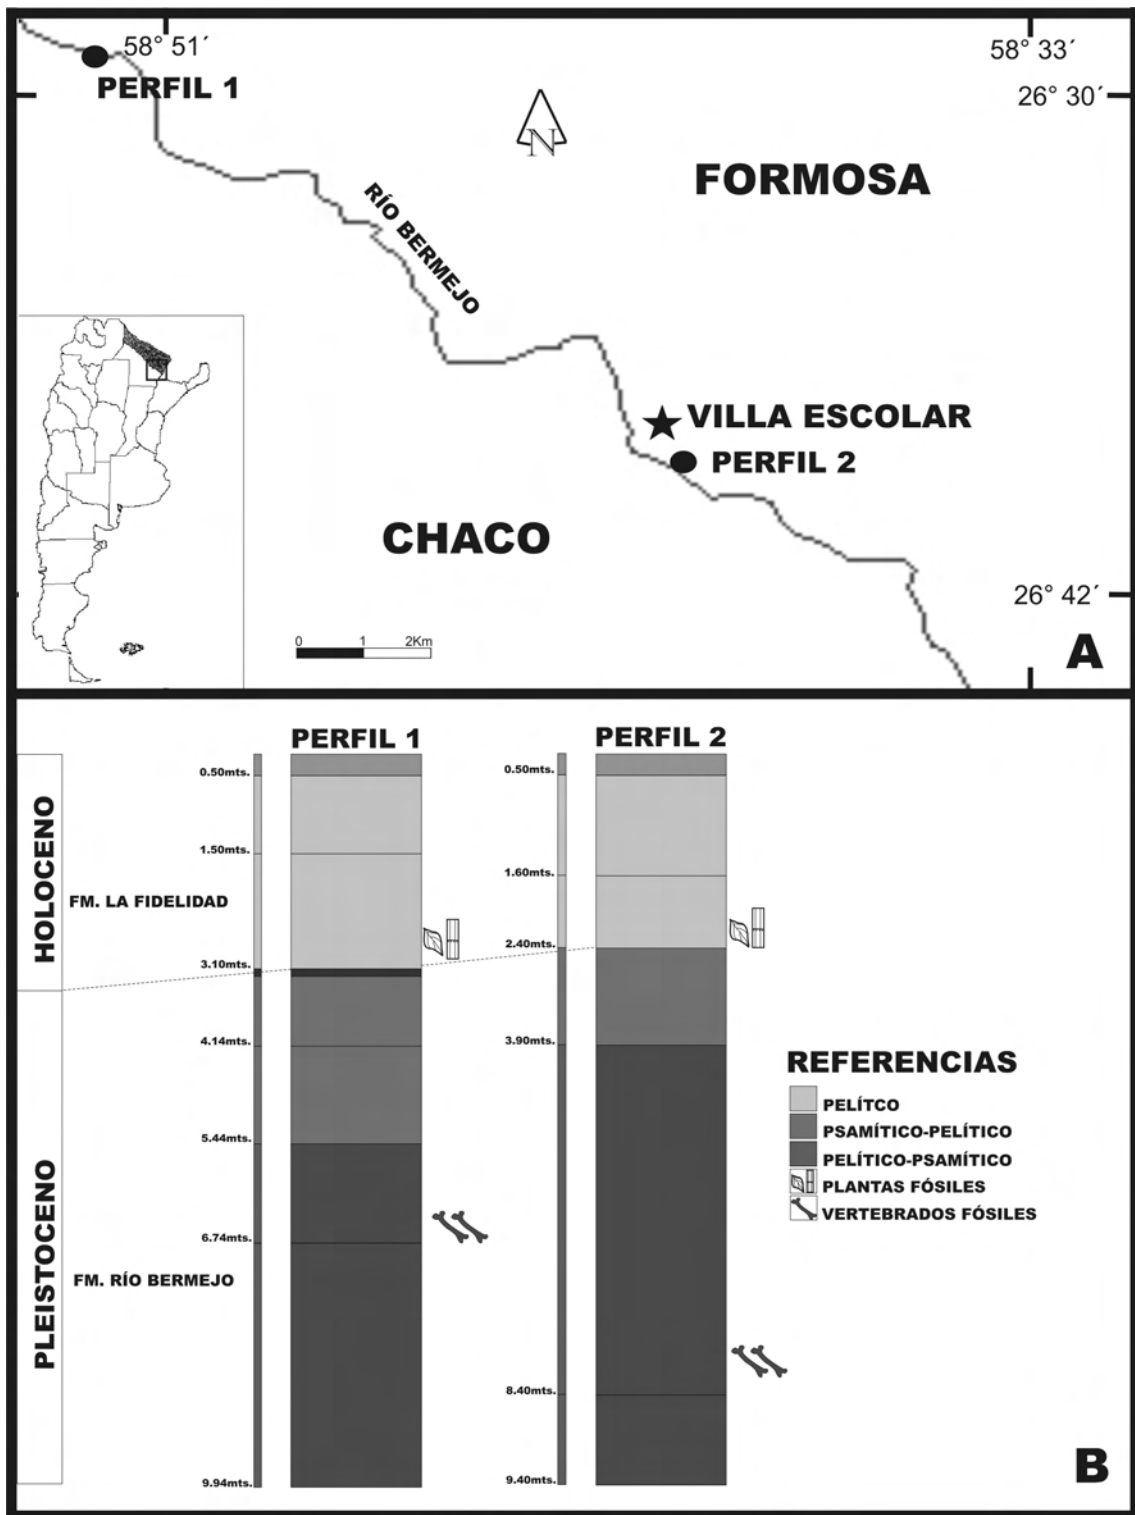 58° 51´
58° 33´
PERFIL 1
26° 30´
N
FORMOSA
RÍO BERMEJO
VILLA ESCOLAR
PERFIL 2
CHACO
26° 42´
0 1 2Km
A
PERFIL 1
PERFIL 2
0.50mts.
0.50mts.
HOLOCENO
1.50mts.
1.60mts.
FM. LA FIDELIDAD
2.40mts.
3.10mts.
4.14mts.
3.90mts.
REFERENCIAS
PELÍTCO
PSAMÍTICO-PELÍTICO
PELÍTICO-PSAMÍTICO
PLANTAS FÓSILES
VERTEBRADOS FÓSILES
5.44mts.
PLEISTOCENO
6.74mts.
FM. RÍO BERMEJO
8.40mts.
9.94mts.
9.40mts.
B